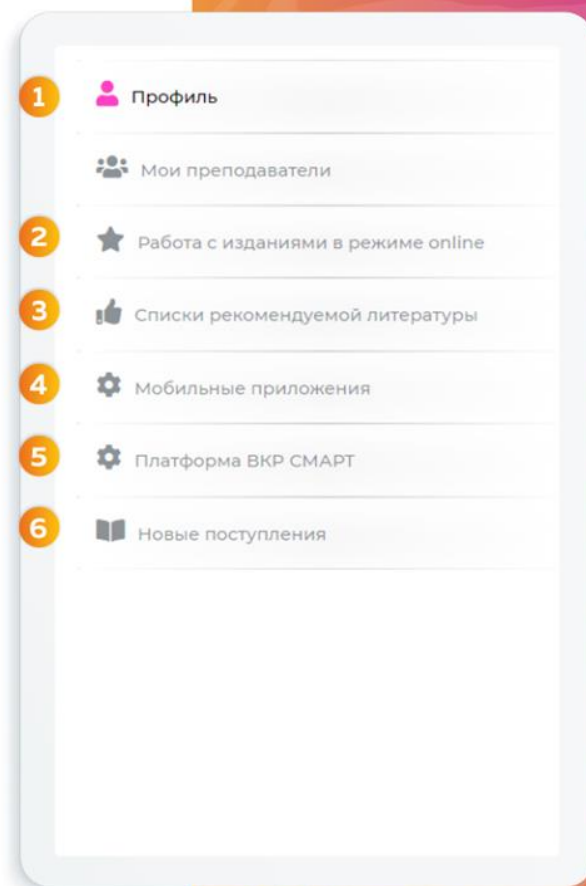 1 Профиль
Мои преподаватели
2 Работа с изданиями в режиме online
3 Списки рекомендуемой литературы
4 Мобильные приложения
5 Платформа ВКР СМАРТ
6 Новые поступления